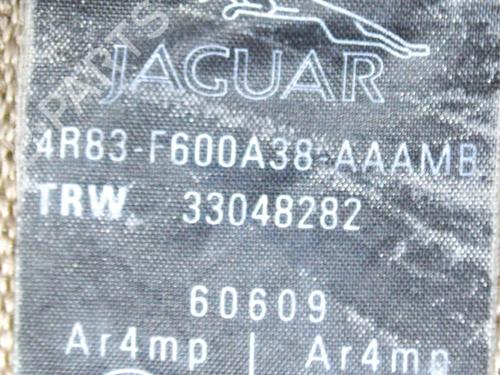 JAGUAR
4R83-F600A38-AAAMB
TRW. 33048282
60609
Ar4mp | Ar4mp